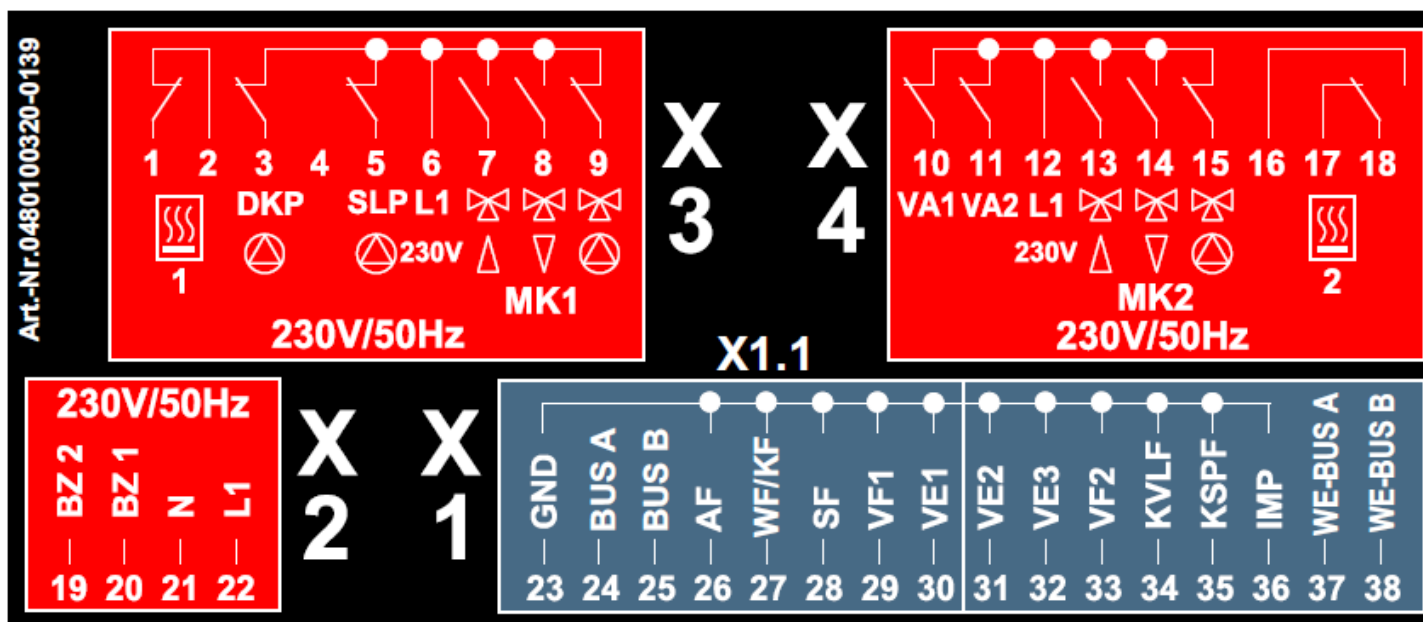 Art.-Nr.0480100320-0139
1 2 3 4 5 6 7 8 9
DKP SLP L1
230V
1
MK1
230V/50Hz
X
3
X
4
10 11 12 13 14 15 16 17 18
VA1 VA2 L1
230V
2
MK2
230V/50Hz
X1.1
230V/50Hz
BZ 2 BZ 1 N L1
19 20 21 22
X
2
X
1
GND BUS A BUS B AF WF/KF SF VF1 VE1 VE2 VE3 VF2 KVLF KSPF IMP WE-BUS A WE-BUS B
23 24 25 26 27 28 29 30 31 32 33 34 35 36 37 38